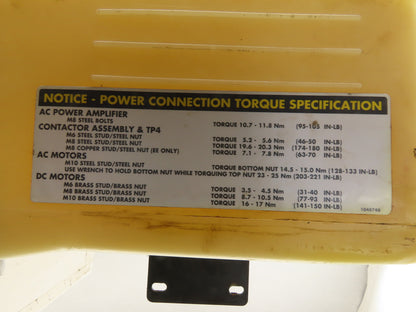 NOTICE - POWER CONNECTION TORQUE SPECIFICATION
AC POWER AMPLIFIER
M8 STEEL BOLTS TORQUE 10.7 - 11.8 Nm (95-105 IN-LB)
CONTACTOR ASSEMBLY & TP4
M6 STEEL STUD/STEEL NUT TORQUE 5.2 - 5.6 Nm (46-50 IN-LB)
M8 STEEL STUD/STEEL NUT TORQUE 19.6 - 20.3 Nm (174-180 IN-LB)
M8 COPPER STUD/STEEL NUT (EE ONLY) TORQUE 7.1 - 7.8 Nm (63-70 IN-LB)
AC MOTORS
M10 STEEL STUD/STEEL NUT TORQUE BOTTOM NUT 14.5 - 15.0 Nm (128-133 IN-LB)
USE WRENCH TO HOLD BOTTOM NUT WHILE TORQUING TOP NUT 23 - 25 Nm (203-221 IN-LB)
DC MOTORS
M6 BRASS STUD/BRASS NUT TORQUE 3.5 - 4.5 Nm (31-40 IN-LB)
M8 BRASS STUD/BRASS NUT TORQUE 8.7 - 10.5 Nm (77-93 IN-LB)
M10 BRASS STUD/BRASS NUT TORQUE 16 - 17 Nm (141-150 IN-LB)